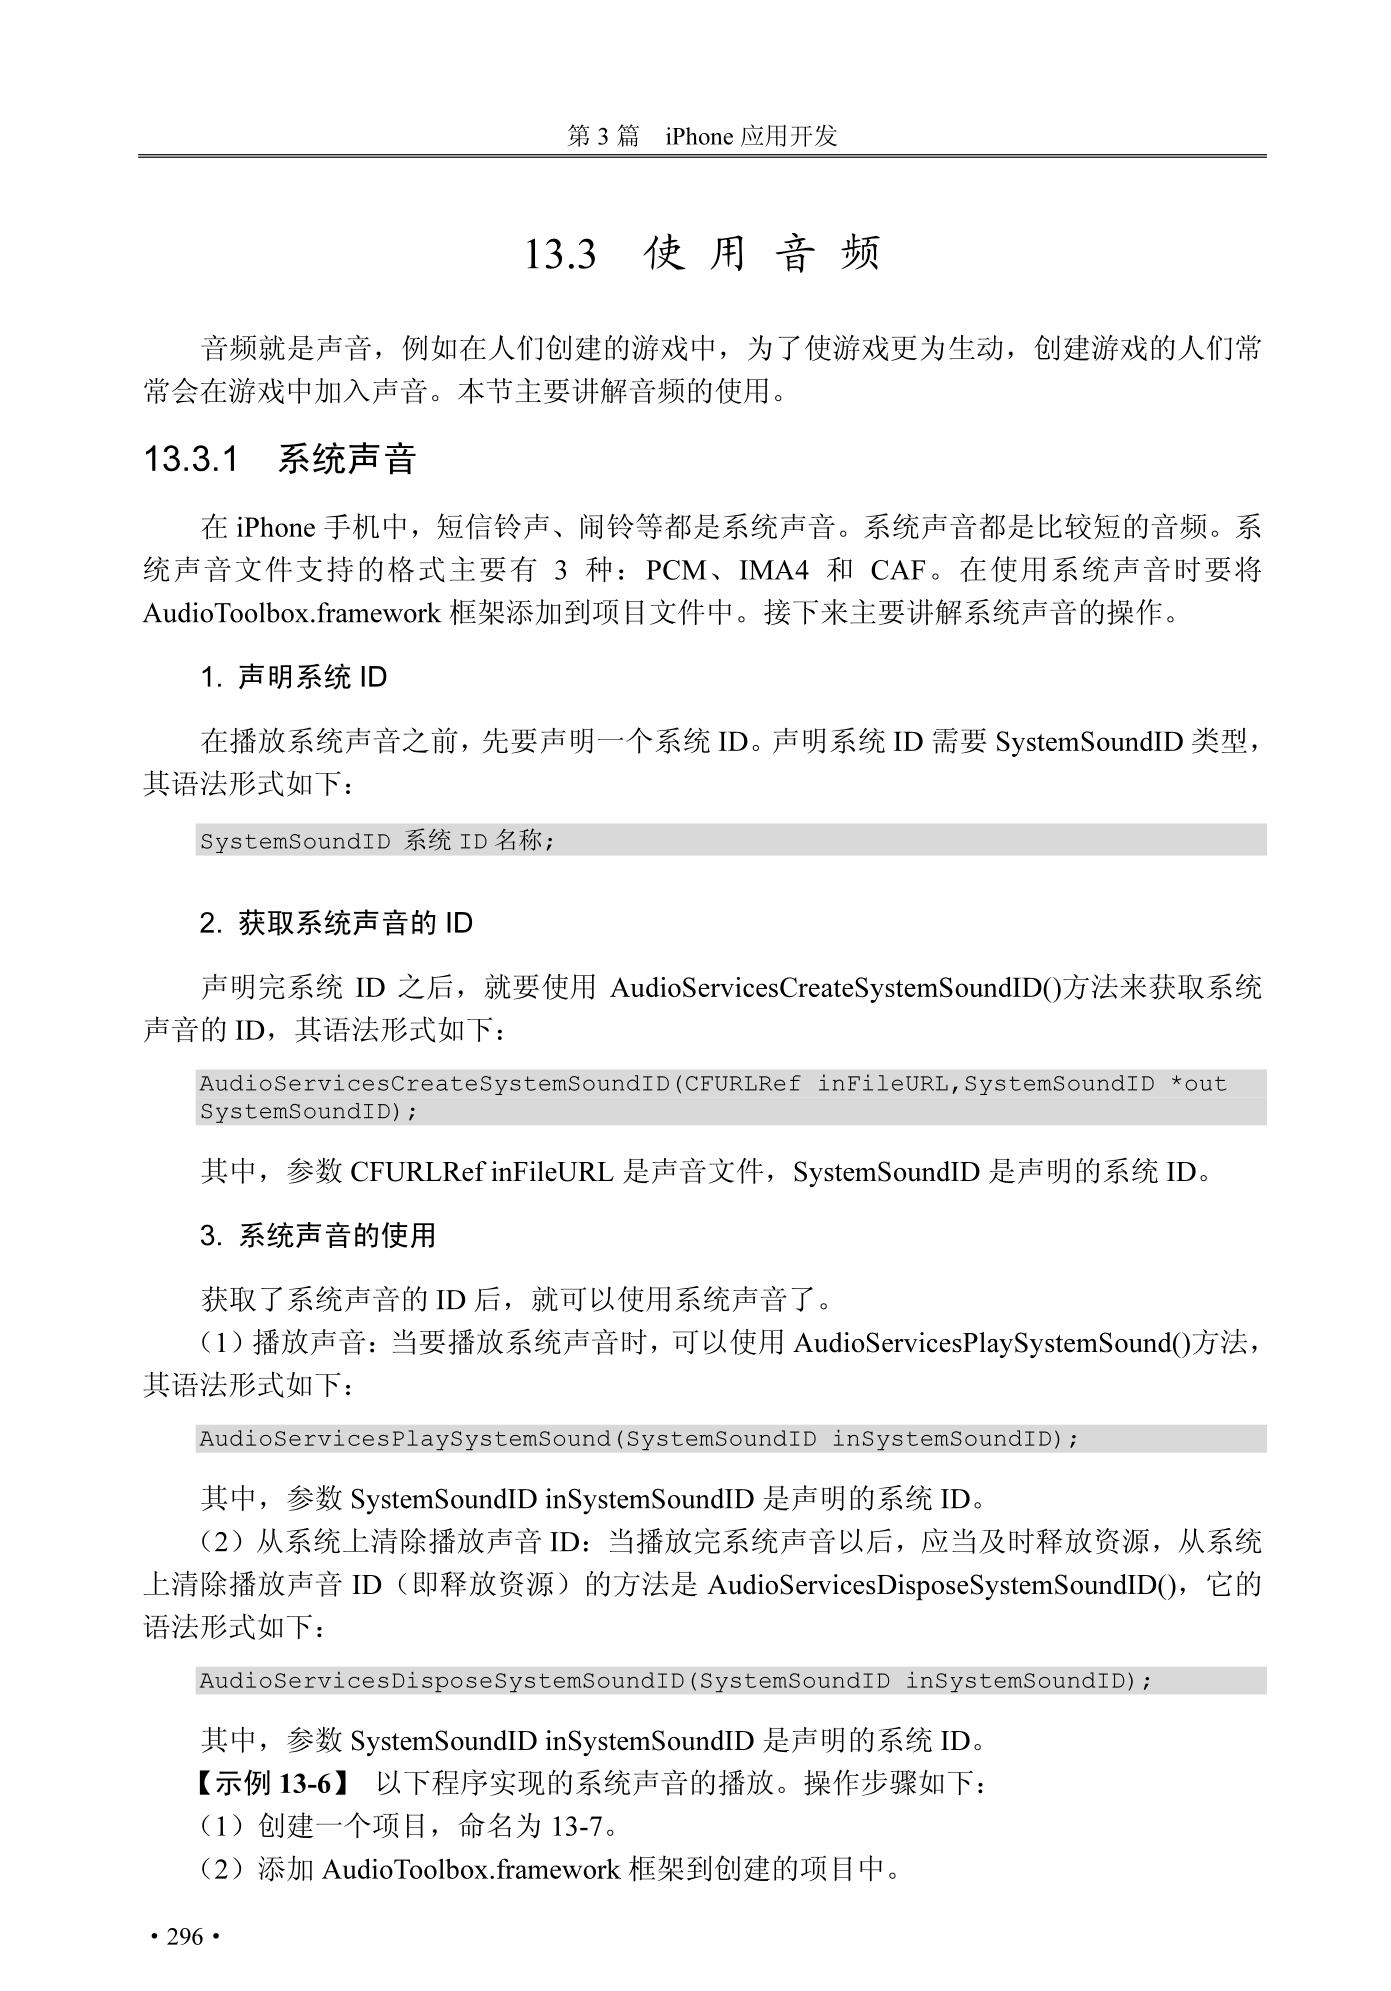 第 3 篇　iPhone 应用开发
13.3　使 用 音 频
音频就是声音，例如在人们创建的游戏中，为了使游戏更为生动，创建游戏的人们常
常会在游戏中加入声音。本节主要讲解音频的使用。
13.3.1　系统声音
在 iPhone 手机中，短信铃声、闹铃等都是系统声音。系统声音都是比较短的音频。系
统声音文件支持的格式主要有 3 种：PCM、IMA4 和 CAF。在使用系统声音时要将
AudioToolbox.framework 框架添加到项目文件中。接下来主要讲解系统声音的操作。
1. 声明系统 ID
在播放系统声音之前，先要声明一个系统 ID。声明系统 ID 需要 SystemSoundID 类型，
其语法形式如下：
SystemSoundID 系统 ID 名称;
2. 获取系统声音的 ID
声明完系统 ID 之后，就要使用 AudioServicesCreateSystemSoundID()方法来获取系统
声音的 ID，其语法形式如下：
AudioServicesCreateSystemSoundID(CFURLRef inFileURL,SystemSoundID *out
SystemSoundID);
其中，参数 CFURLRef inFileURL 是声音文件，SystemSoundID 是声明的系统 ID。
3. 系统声音的使用
获取了系统声音的 ID 后，就可以使用系统声音了。
（1）播放声音：当要播放系统声音时，可以使用 AudioServicesPlaySystemSound()方法，
其语法形式如下：
AudioServicesPlaySystemSound(SystemSoundID inSystemSoundID);
其中，参数 SystemSoundID inSystemSoundID 是声明的系统 ID。
（2）从系统上清除播放声音 ID：当播放完系统声音以后，应当及时释放资源，从系统
上清除播放声音 ID（即释放资源）的方法是 AudioServicesDisposeSystemSoundID()，它的
语法形式如下：
AudioServicesDisposeSystemSoundID(SystemSoundID inSystemSoundID);
其中，参数 SystemSoundID inSystemSoundID 是声明的系统 ID。
【示例 13-6】 以下程序实现的系统声音的播放。操作步骤如下：
（1）创建一个项目，命名为 13-7。
（2）添加 AudioToolbox.framework 框架到创建的项目中。
• 296 •